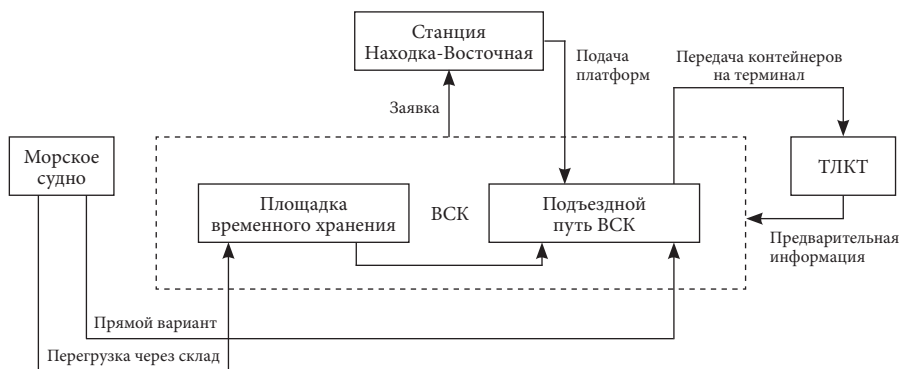 Станция
Находка-Восточная
Подача
платформ
Передача контейнеров
на терминал
Заявка
Морское
судно
ТЛКТ
Площадка
временного хранения
ВСК
Подъездной
путь ВСК
Предварительная
информация
Прямой вариант
Перегрузка через склад